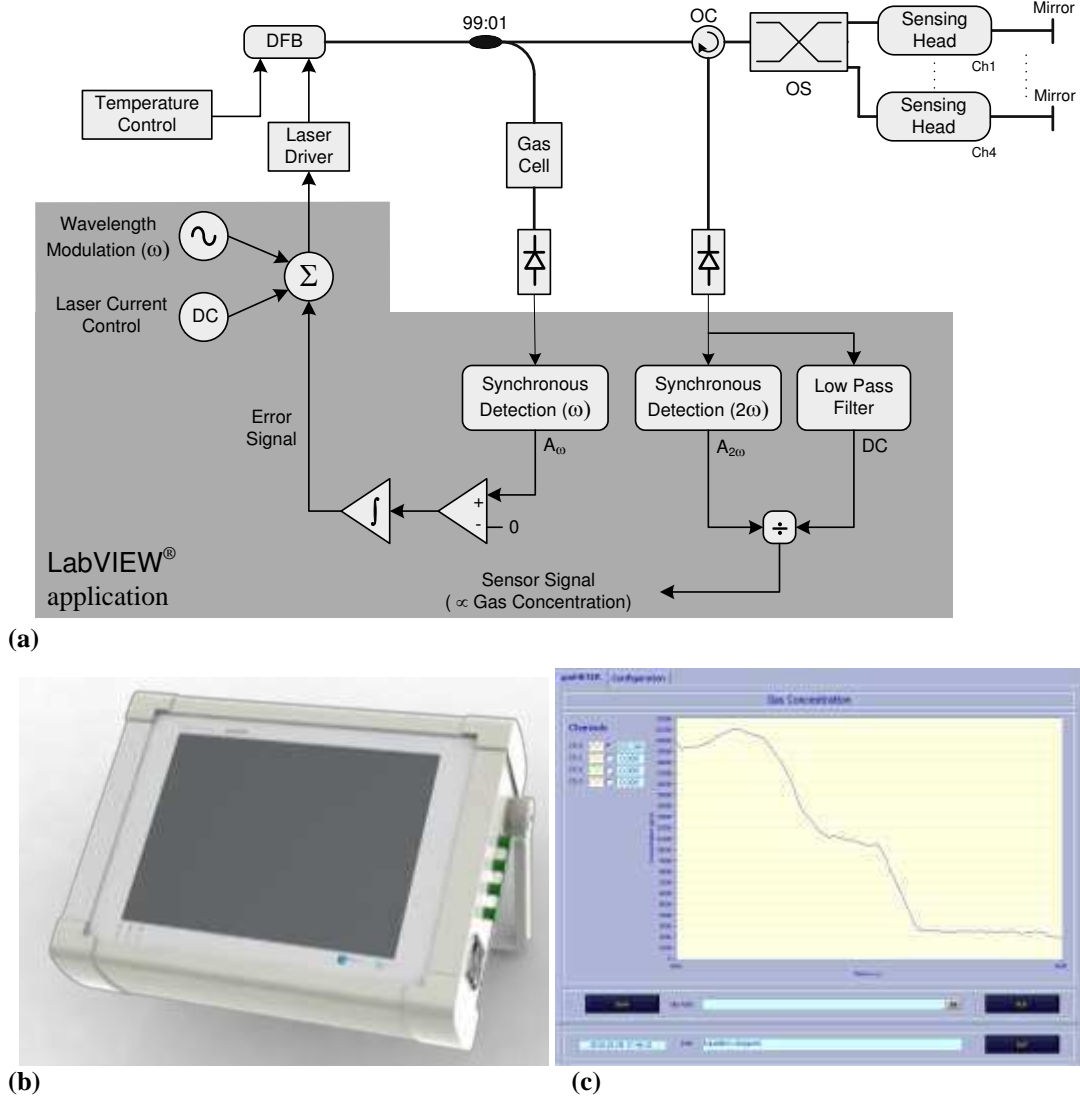 99:01
OC
Mirror
DFB
Sensing
Head
Ch1
OS
Mirror
Sensing
Head
Ch4
Temperature
Control
Laser
Driver
Gas
Cell
Wavelength
Modulation (ω)
Σ
Laser Current
Control
DC
Synchronous
Detection (ω)
Synchronous
Detection (2ω)
Low Pass
Filter
Error
Signal
Aω
A2ω
DC
+
∫
- 0
÷
LabVIEW®
application
Sensor Signal
( ∝ Gas Concentration)
(a)
Configuration
Gas Concentration
Channels
(b)
(c)